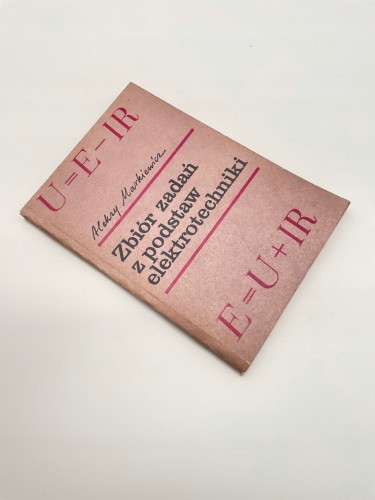 U = E - IR
Aleksy Markiewicz
Zbiór zadań
z podstaw
elektrotechniki
E = U + IR